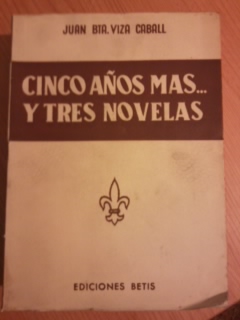 JUAN BTA. VIZA CABALL
CINCO AÑOS MAS...
Y TRES NOVELAS
EDICIONES BETIS